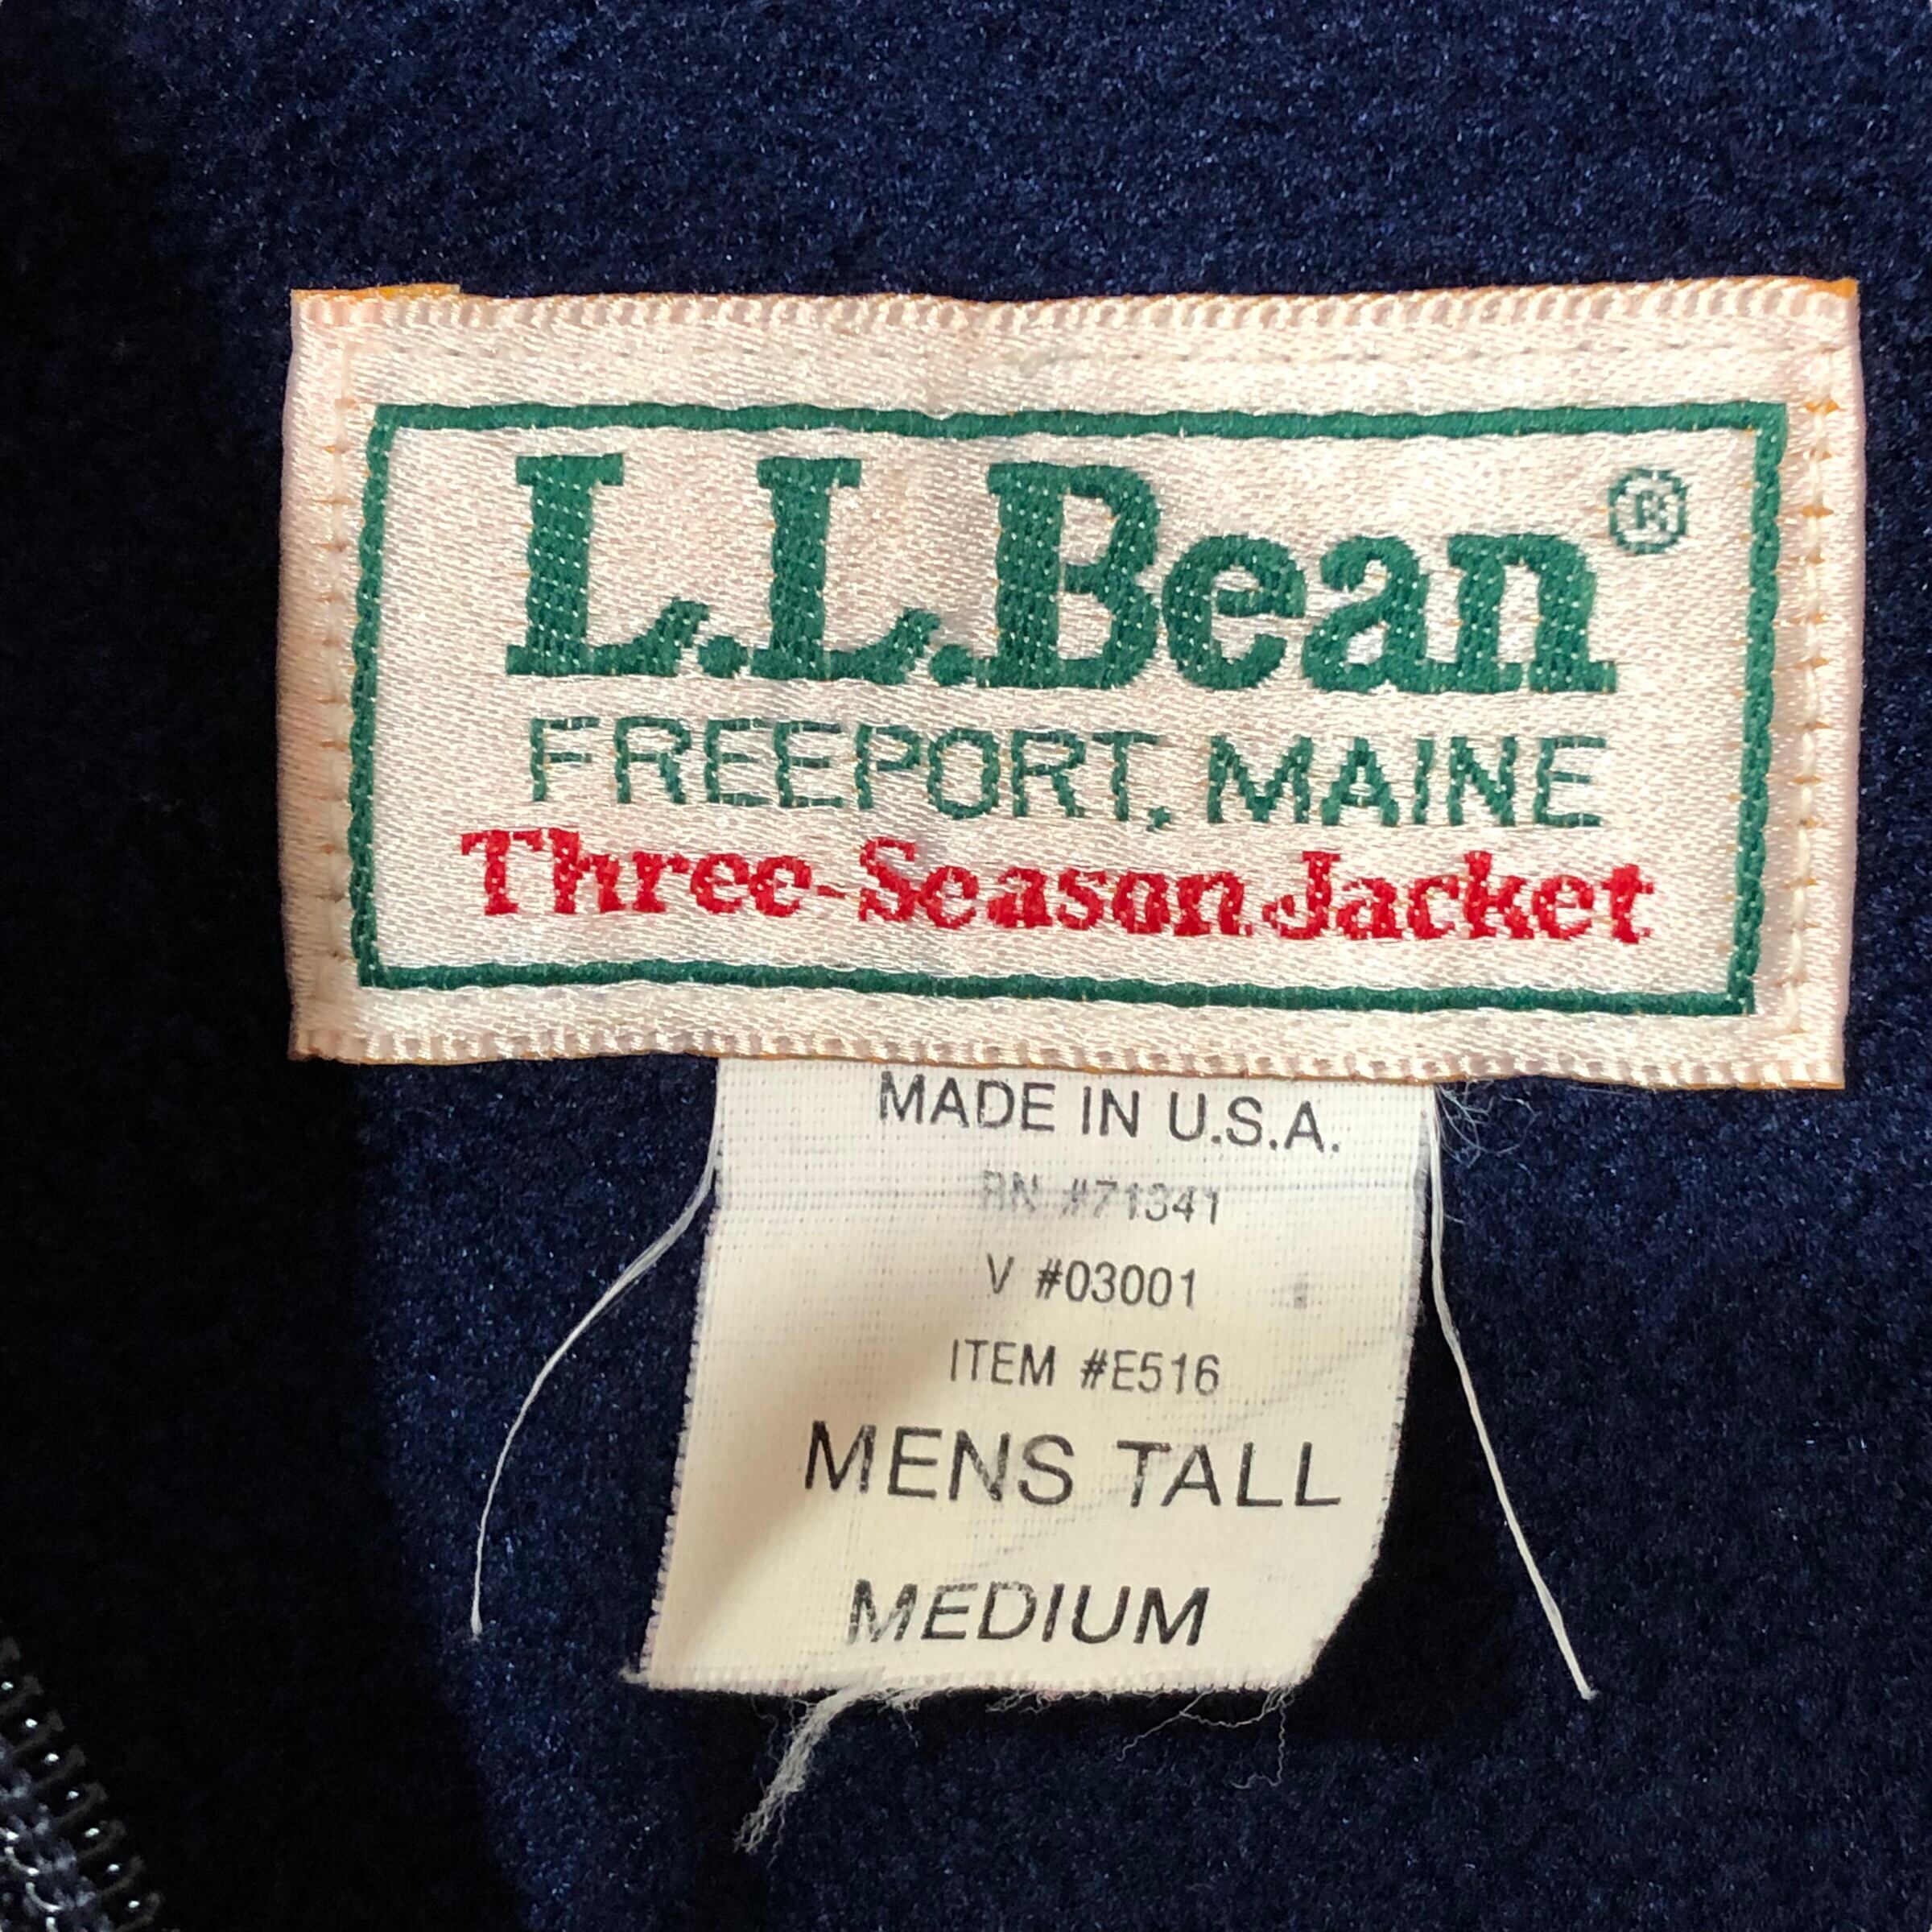 L.L.Bean®
FREEPORT, MAINE
Three-Season Jacket
MADE IN U.S.A.
RN #71341
V #03001
ITEM #E516
MENS TALL
MEDIUM